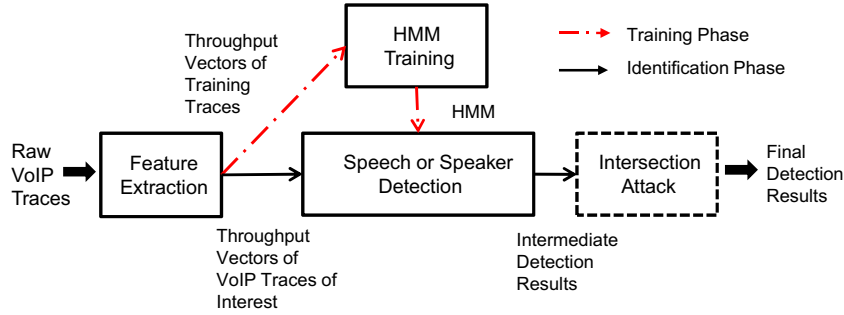 Throughput
Vectors of
Training
Traces
HMM
Training
Training Phase
Identification Phase
HMM
Raw
VoIP
Traces
Feature
Extraction
Speech or Speaker
Detection
Intersection
Attack
Final
Detection
Results
Throughput
Vectors of
VoIP Traces of
Interest
Intermediate
Detection
Results